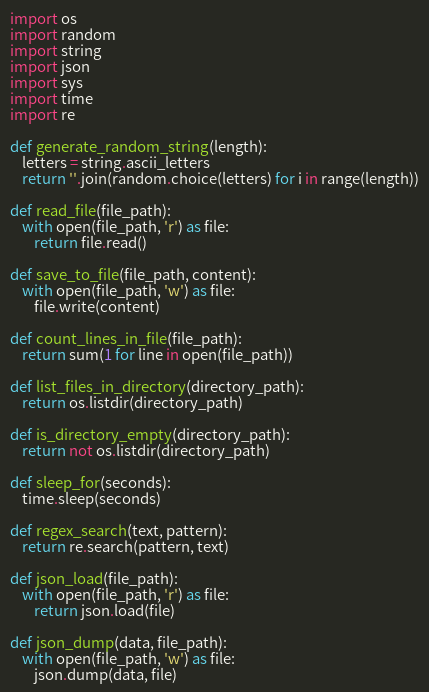 import os
import random
import string
import json
import sys
import time
import re

def generate_random_string(length):
    letters = string.ascii_letters
    return ''.join(random.choice(letters) for i in range(length))

def read_file(file_path):
    with open(file_path, 'r') as file:
        return file.read()

def save_to_file(file_path, content):
    with open(file_path, 'w') as file:
        file.write(content)

def count_lines_in_file(file_path):
    return sum(1 for line in open(file_path))

def list_files_in_directory(directory_path):
    return os.listdir(directory_path)

def is_directory_empty(directory_path):
    return not os.listdir(directory_path)

def sleep_for(seconds):
    time.sleep(seconds)

def regex_search(text, pattern):
    return re.search(pattern, text)

def json_load(file_path):
    with open(file_path, 'r') as file:
        return json.load(file)

def json_dump(data, file_path):
    with open(file_path, 'w') as file:
        json.dump(data, file)